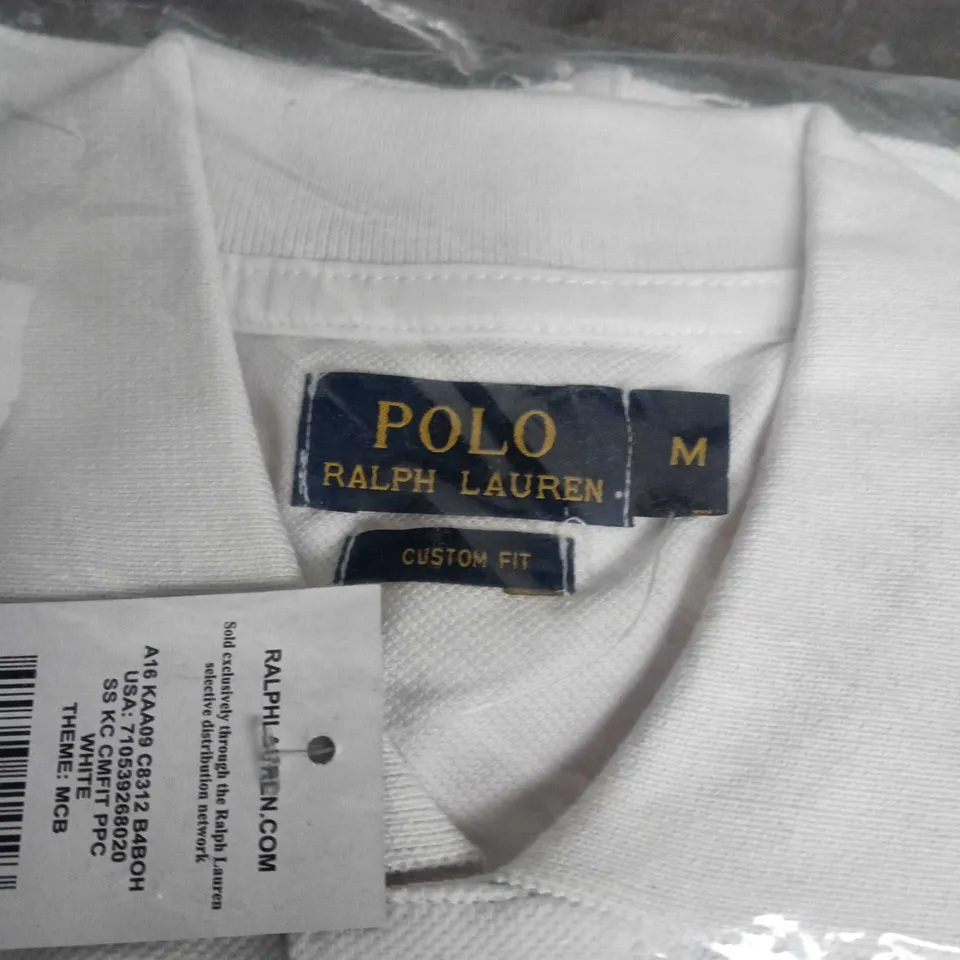 POLO
RALPH LAUREN
M
CUSTOM FIT
RALPHLAUREN.COM
Sold exclusively through the Ralph Lauren
selective distribution network
A16 KAA09 C8312 B4BOH
USA: 710539268020
SS KC CMFIT PPC
WHITE
THEME: MCB